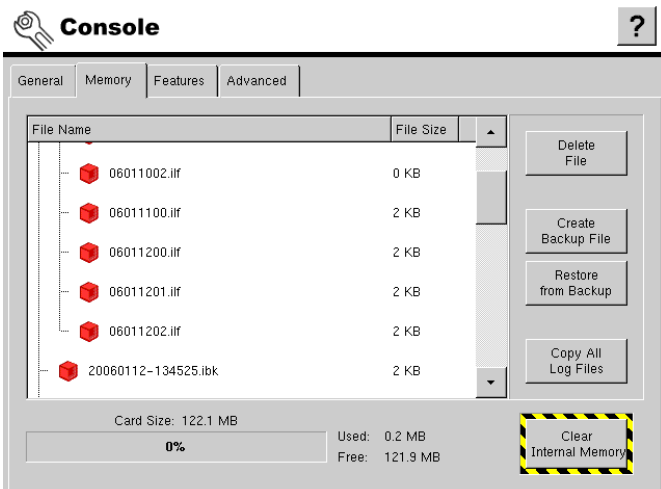 Console
?
General Memory Features Advanced
File Name File Size
06011002.ilf 0 KB
06011100.ilf 2 KB
06011200.ilf 2 KB
06011201.ilf 2 KB
06011202.ilf 2 KB
20060112-134525.ibk 2 KB
Delete
File
Create
Backup File
Restore
from Backup
Copy All
Log Files
Card Size: 122.1 MB
0%
Used: 0.2 MB
Free: 121.9 MB
Clear
Internal Memory